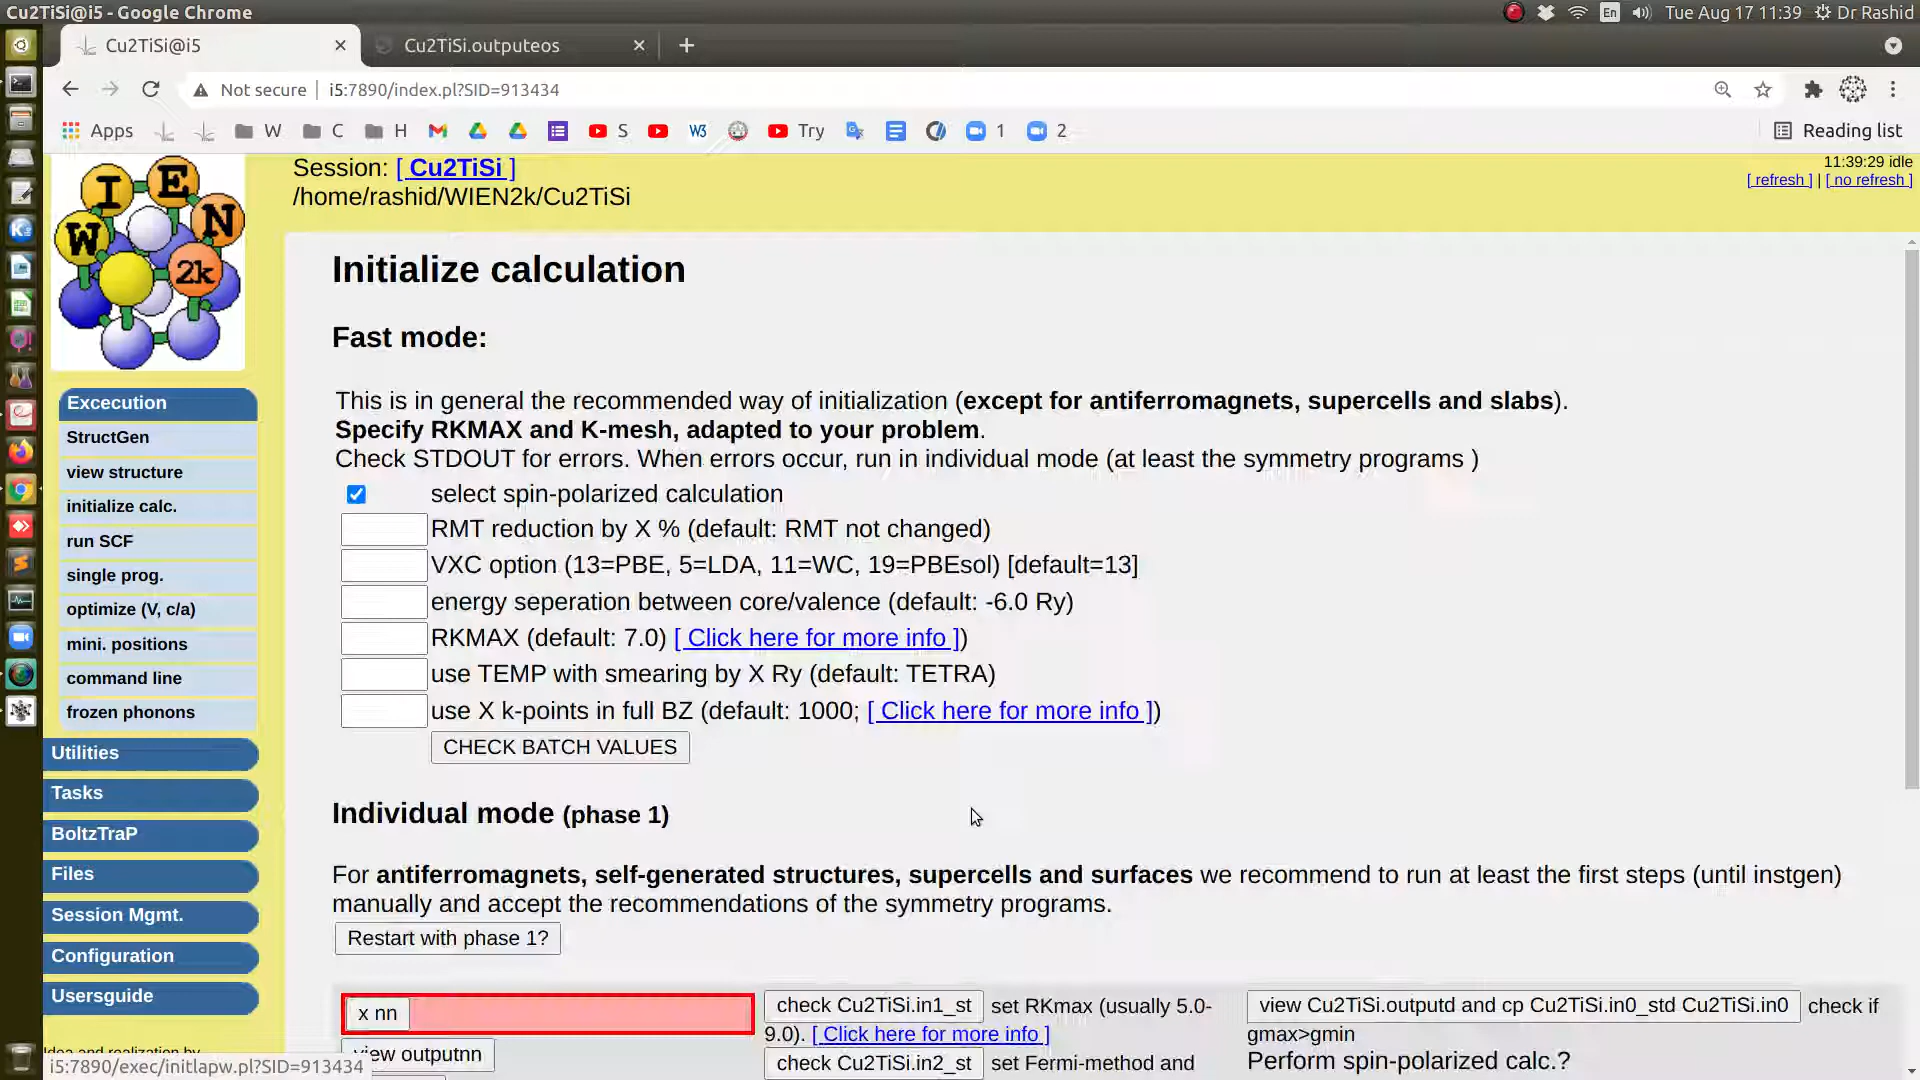 Cu2TiSi@i5 - Google Chrome
En
Tue Aug 17 11:39
Dr Rashid
Cu2TiSi@i5
Cu2TiSi.outputeos
Not secure
i5:7890/index.pl?SID=913434
Apps
W
C
H
S
W3
Try
1
2
Reading list
W I E N 2k
Session: [ Cu2TiSi ]
/home/rashid/WIEN2k/Cu2TiSi
11:39:29 idle
[ refresh ] | [ no refresh ]
Excecution
StructGen
view structure
initialize calc.
run SCF
single prog.
optimize (V, c/a)
mini. positions
command line
frozen phonons
Utilities
Tasks
BoltzTraP
Files
Session Mgmt.
Configuration
Usersguide
Idea and realization by
Initialize calculation
Fast mode:
This is in general the recommended way of initialization (except for antiferromagnets, supercells and slabs).
Specify RKMAX and K-mesh, adapted to your problem.
Check STDOUT for errors. When errors occur, run in individual mode (at least the symmetry programs )
select spin-polarized calculation
RMT reduction by X % (default: RMT not changed)
VXC option (13=PBE, 5=LDA, 11=WC, 19=PBEsol) [default=13]
energy seperation between core/valence (default: -6.0 Ry)
RKMAX (default: 7.0) [ Click here for more info ])
use TEMP with smearing by X Ry (default: TETRA)
use X k-points in full BZ (default: 1000; [ Click here for more info ])
CHECK BATCH VALUES
Individual mode (phase 1)
For antiferromagnets, self-generated structures, supercells and surfaces we recommend to run at least the first steps (until instgen)
manually and accept the recommendations of the symmetry programs.
Restart with phase 1?
x nn
view outputnn
check Cu2TiSi.in1_st set RKmax (usually 5.0-
9.0). [ Click here for more info ]
check Cu2TiSi.in2_st set Fermi-method and
view Cu2TiSi.outputd and cp Cu2TiSi.in0_std Cu2TiSi.in0 check if
gmax>gmin
Perform spin-polarized calc.?
i5:7890/exec/initlapw.pl?SID=913434